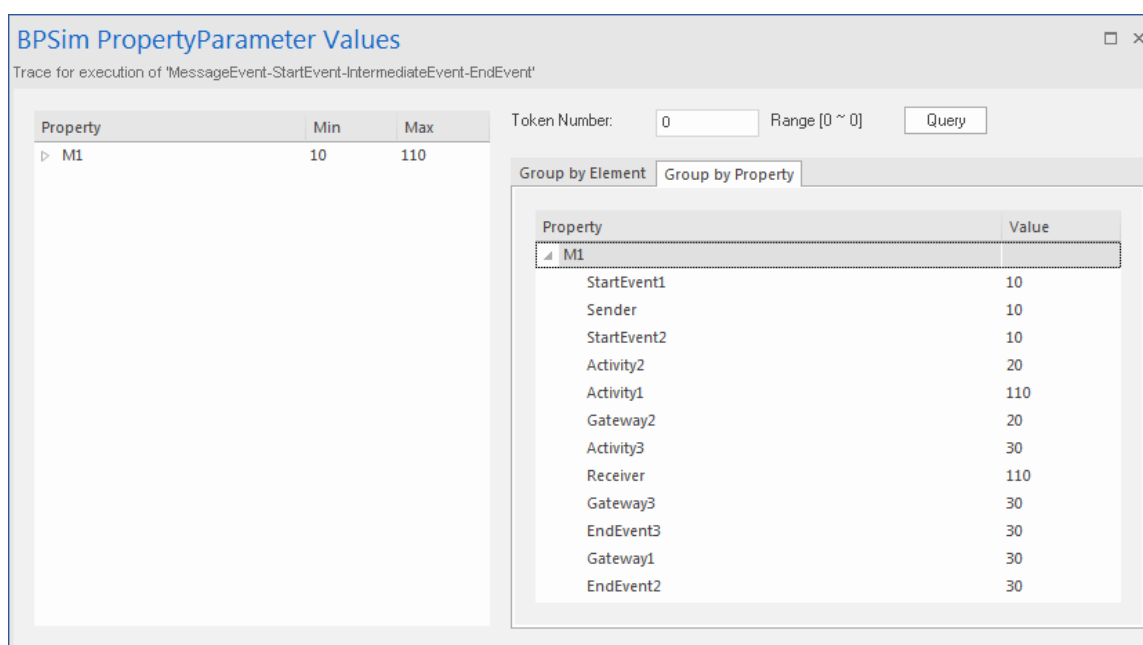 BPSim PropertyParameter Values
Trace for execution of 'MessageEvent-StartEvent-IntermediateEvent-EndEvent'
Property Min Max
M1 10 110
Token Number: 0 Range [0 ~ 0] Query
Group by Element Group by Property
Property Value
M1
StartEvent1 10
Sender 10
StartEvent2 10
Activity2 20
Activity1 110
Gateway2 20
Activity3 30
Receiver 110
Gateway3 30
EndEvent3 30
Gateway1 30
EndEvent2 30